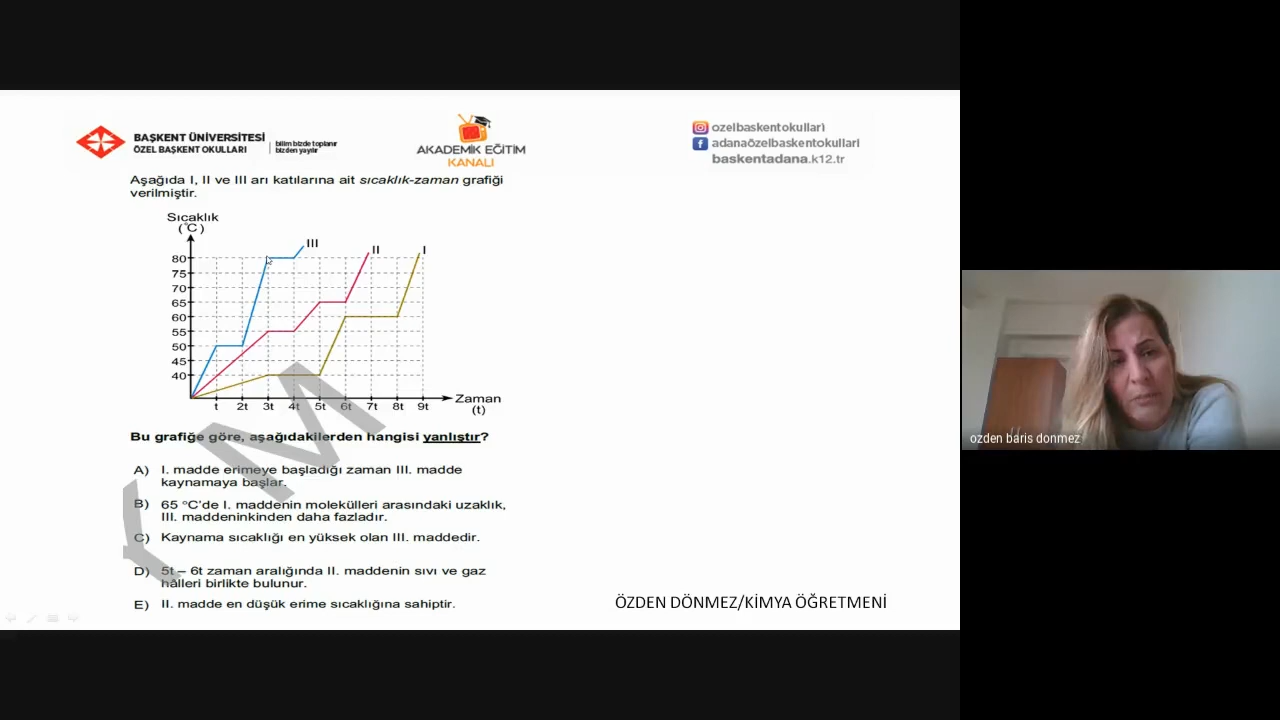 BAŞKENT ÜNİVERSİTESİ
ÖZEL BAŞKENT OKULLARI
bilim bizde toplanır
bizden yayılır
AKADEMİK EĞİTİM
KANALI
ozelbaskentokullari
adanaözelbaskentokullari
baskentadana.k12.tr
Aşağıda I, II ve III arı katılarına ait sıcaklık-zaman grafiği
verilmiştir.
Sıcaklık
(°C)
III
II
I
80
75
70
65
60
55
50
45
40
t 2t 3t 4t 5t 6t 7t 8t 9t
Zaman
(t)
Bu grafiğe göre, aşağıdakilerden hangisi yanlıştır?
A) I. madde erimeye başladığı zaman III. madde
kaynamaya başlar.
B) 65 °C'de I. maddenin molekülleri arasındaki uzaklık,
III. maddeninkinden daha fazladır.
C) Kaynama sıcaklığı en yüksek olan III. maddedir.
D) 5t – 6t zaman aralığında II. maddenin sıvı ve gaz
hâlleri birlikte bulunur.
E) II. madde en düşük erime sıcaklığına sahiptir.
Y M
ÖZDEN DÖNMEZ/KİMYA ÖĞRETMENİ
ozden baris donmez